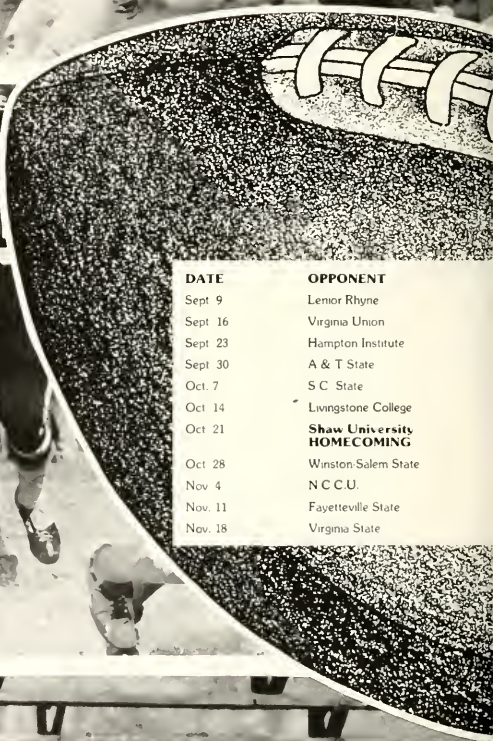 DATE OPPONENT
Sept 9 Lenior Rhyne
Sept 16 Virginia Union
Sept 23 Hampton Institute
Sept 30 A & T State
Oct. 7 S C State
Oct 14 Livingstone College
Oct 21 Shaw University
HOMECOMING
Oct 28 Winston-Salem State
Nov 4 N C C.U.
Nov. 11 Fayetteville State
Nov. 18 Virginia State